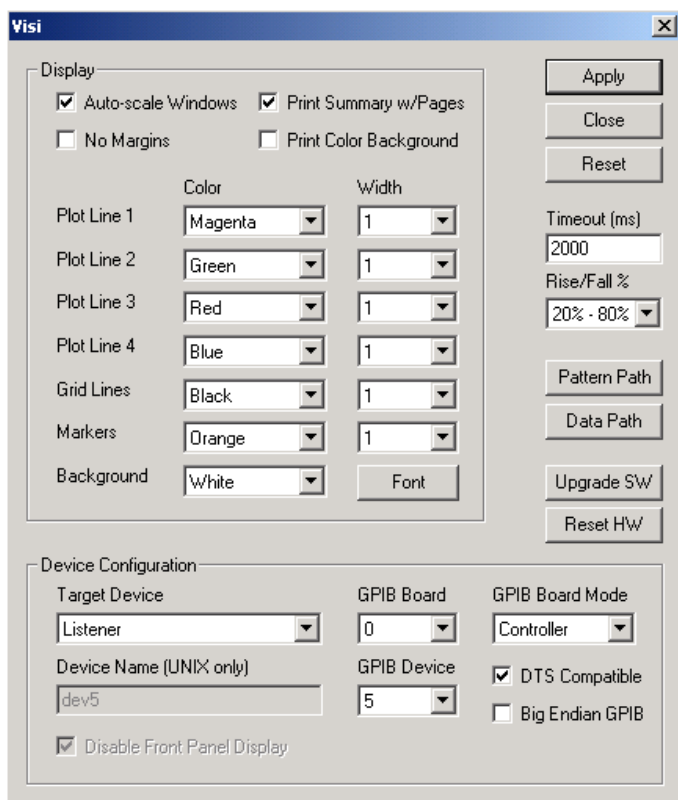 Visi
Display
Auto-scale Windows Print Summary w/Pages
No Margins Print Color Background
Color Width
Plot Line 1 Magenta 1
Plot Line 2 Green 1
Plot Line 3 Red 1
Plot Line 4 Blue 1
Grid Lines Black 1
Markers Orange 1
Background White Font
Apply
Close
Reset
Timeout (ms)
2000
Rise/Fall %
20% - 80%
Pattern Path
Data Path
Upgrade SW
Reset HW
Device Configuration
Target Device GPIB Board GPIB Board Mode
Listener 0 Controller
Device Name (UNIX only) GPIB Device DTS Compatible
dev5 5 Big Endian GPIB
Disable Front Panel Display